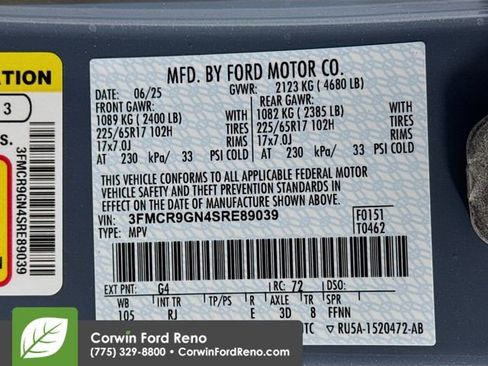 ATION
3
S.
3FMCR9GN4SRE89039
MFD. BY FORD MOTOR CO.
DATE: 06/25 GVWR: 2123 KG ( 4680 LB)
FRONT GAWR: REAR GAWR:
1089 KG ( 2400 LB) WITH 1082 KG ( 2385 LB) WITH
225/65R17 102H TIRES 225/65R17 102H TIRES
17x7.0J RIMS 17x7.0J RIMS
AT 230 kPa/ 33 PSI COLD AT 230 kPa/ 33 PSI COLD
THIS VEHICLE CONFORMS TO ALL APPLICABLE FEDERAL MOTOR
VEHICLE SAFETY AND THEFT PREVENTION STANDARDS IN
EFFECT ON THE DATE OF MANUFACTURE SHOWN ABOVE.
VIN: 3FMCR9GN4SRE89039 F0151
TYPE: MPV T0462
EXT PNT: G4 RC: 72 DSO:
WB INT TR TP/PS R AXLE TR SPR
105 RJ E 3D 8 FFNN
UTC RU5A-1520472-AB
Corwin Ford Reno
(775) 329-8800 • CorwinFordReno.com